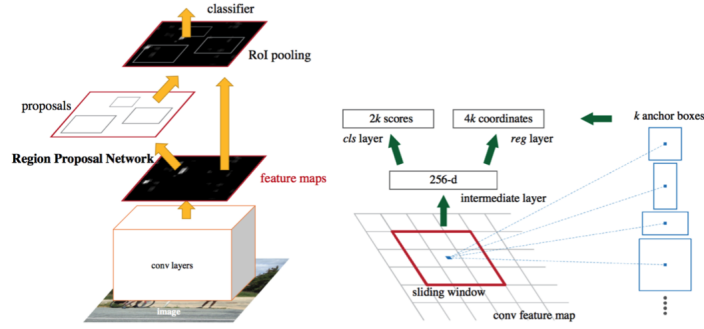 classifier
RoI pooling
proposals
Region Proposal Network
feature maps
conv layers
image
2k scores
4k coordinates
k anchor boxes
cls layer
reg layer
256-d
intermediate layer
sliding window
conv feature map